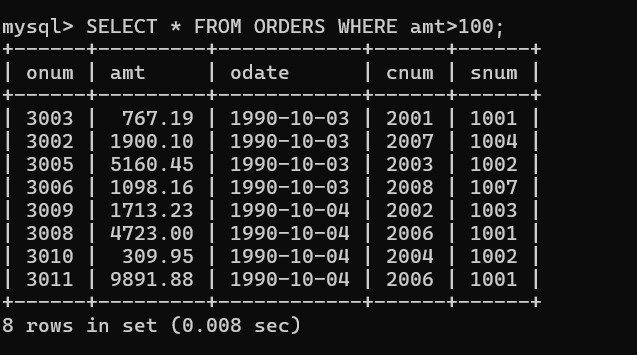 mysql> SELECT * FROM ORDERS WHERE amt>100;
+------+---------+------------+------+------+
| onum | amt     | odate      | cnum | snum |
+------+---------+------------+------+------+
| 3003 |  767.19 | 1990-10-03 | 2001 | 1001 |
| 3002 | 1900.10 | 1990-10-03 | 2007 | 1004 |
| 3005 | 5160.45 | 1990-10-03 | 2003 | 1002 |
| 3006 | 1098.16 | 1990-10-03 | 2008 | 1007 |
| 3009 | 1713.23 | 1990-10-04 | 2002 | 1003 |
| 3008 | 4723.00 | 1990-10-04 | 2006 | 1001 |
| 3010 |  309.95 | 1990-10-04 | 2004 | 1002 |
| 3011 | 9891.88 | 1990-10-04 | 2006 | 1001 |
+------+---------+------------+------+------+
8 rows in set (0.008 sec)